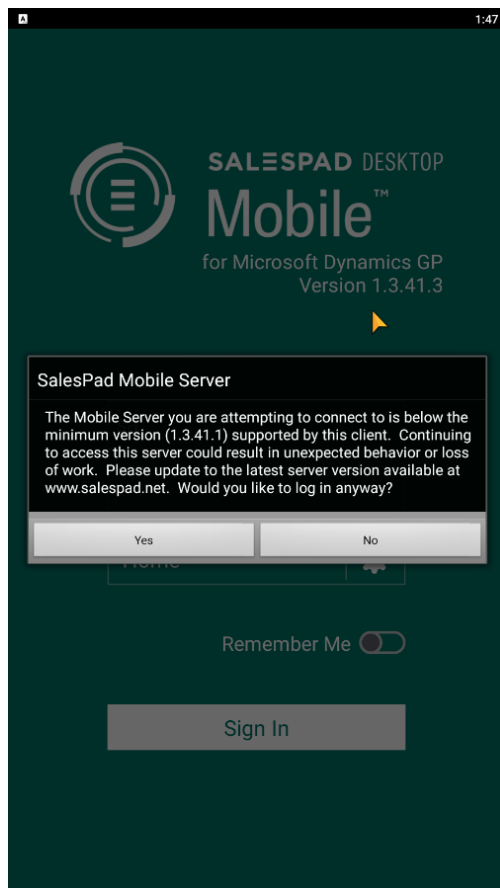 A
1:47
SALESPAD DESKTOP
Mobile™
for Microsoft Dynamics GP
Version 1.3.41.3
SalesPad Mobile Server
The Mobile Server you are attempting to connect to is below the
minimum version (1.3.41.1) supported by this client.  Continuing
to access this server could result in unexpected behavior or loss
of work.  Please update to the latest server version available at
www.salespad.net.  Would you like to log in anyway?
Yes
No
Home
Remember Me
Sign In